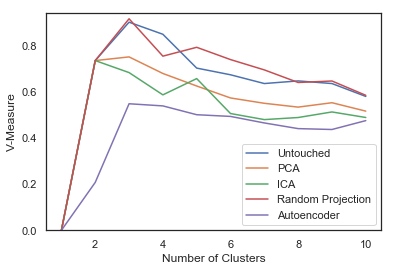 0.8
0.6
0.4
0.2
0.0
V-Measure
2
4
6
8
10
Number of Clusters
Untouched
PCA
ICA
Random Projection
Autoencoder